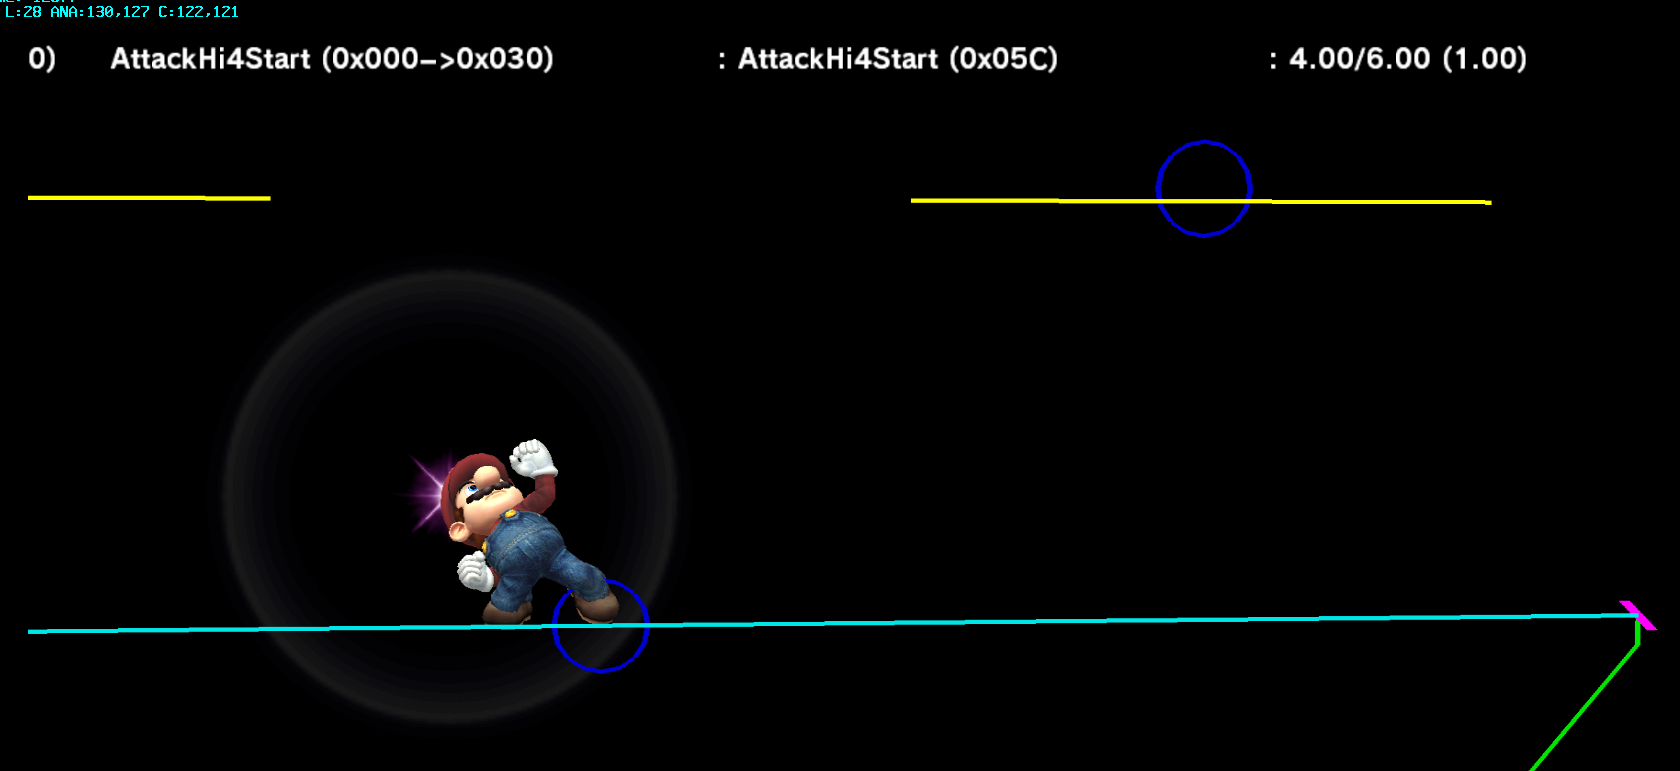 L:28 ANA:130,127 C:122,121
0) AttackHi4Start (0x000->0x030) : AttackHi4Start (0x05C) : 4.00/6.00 (1.00)